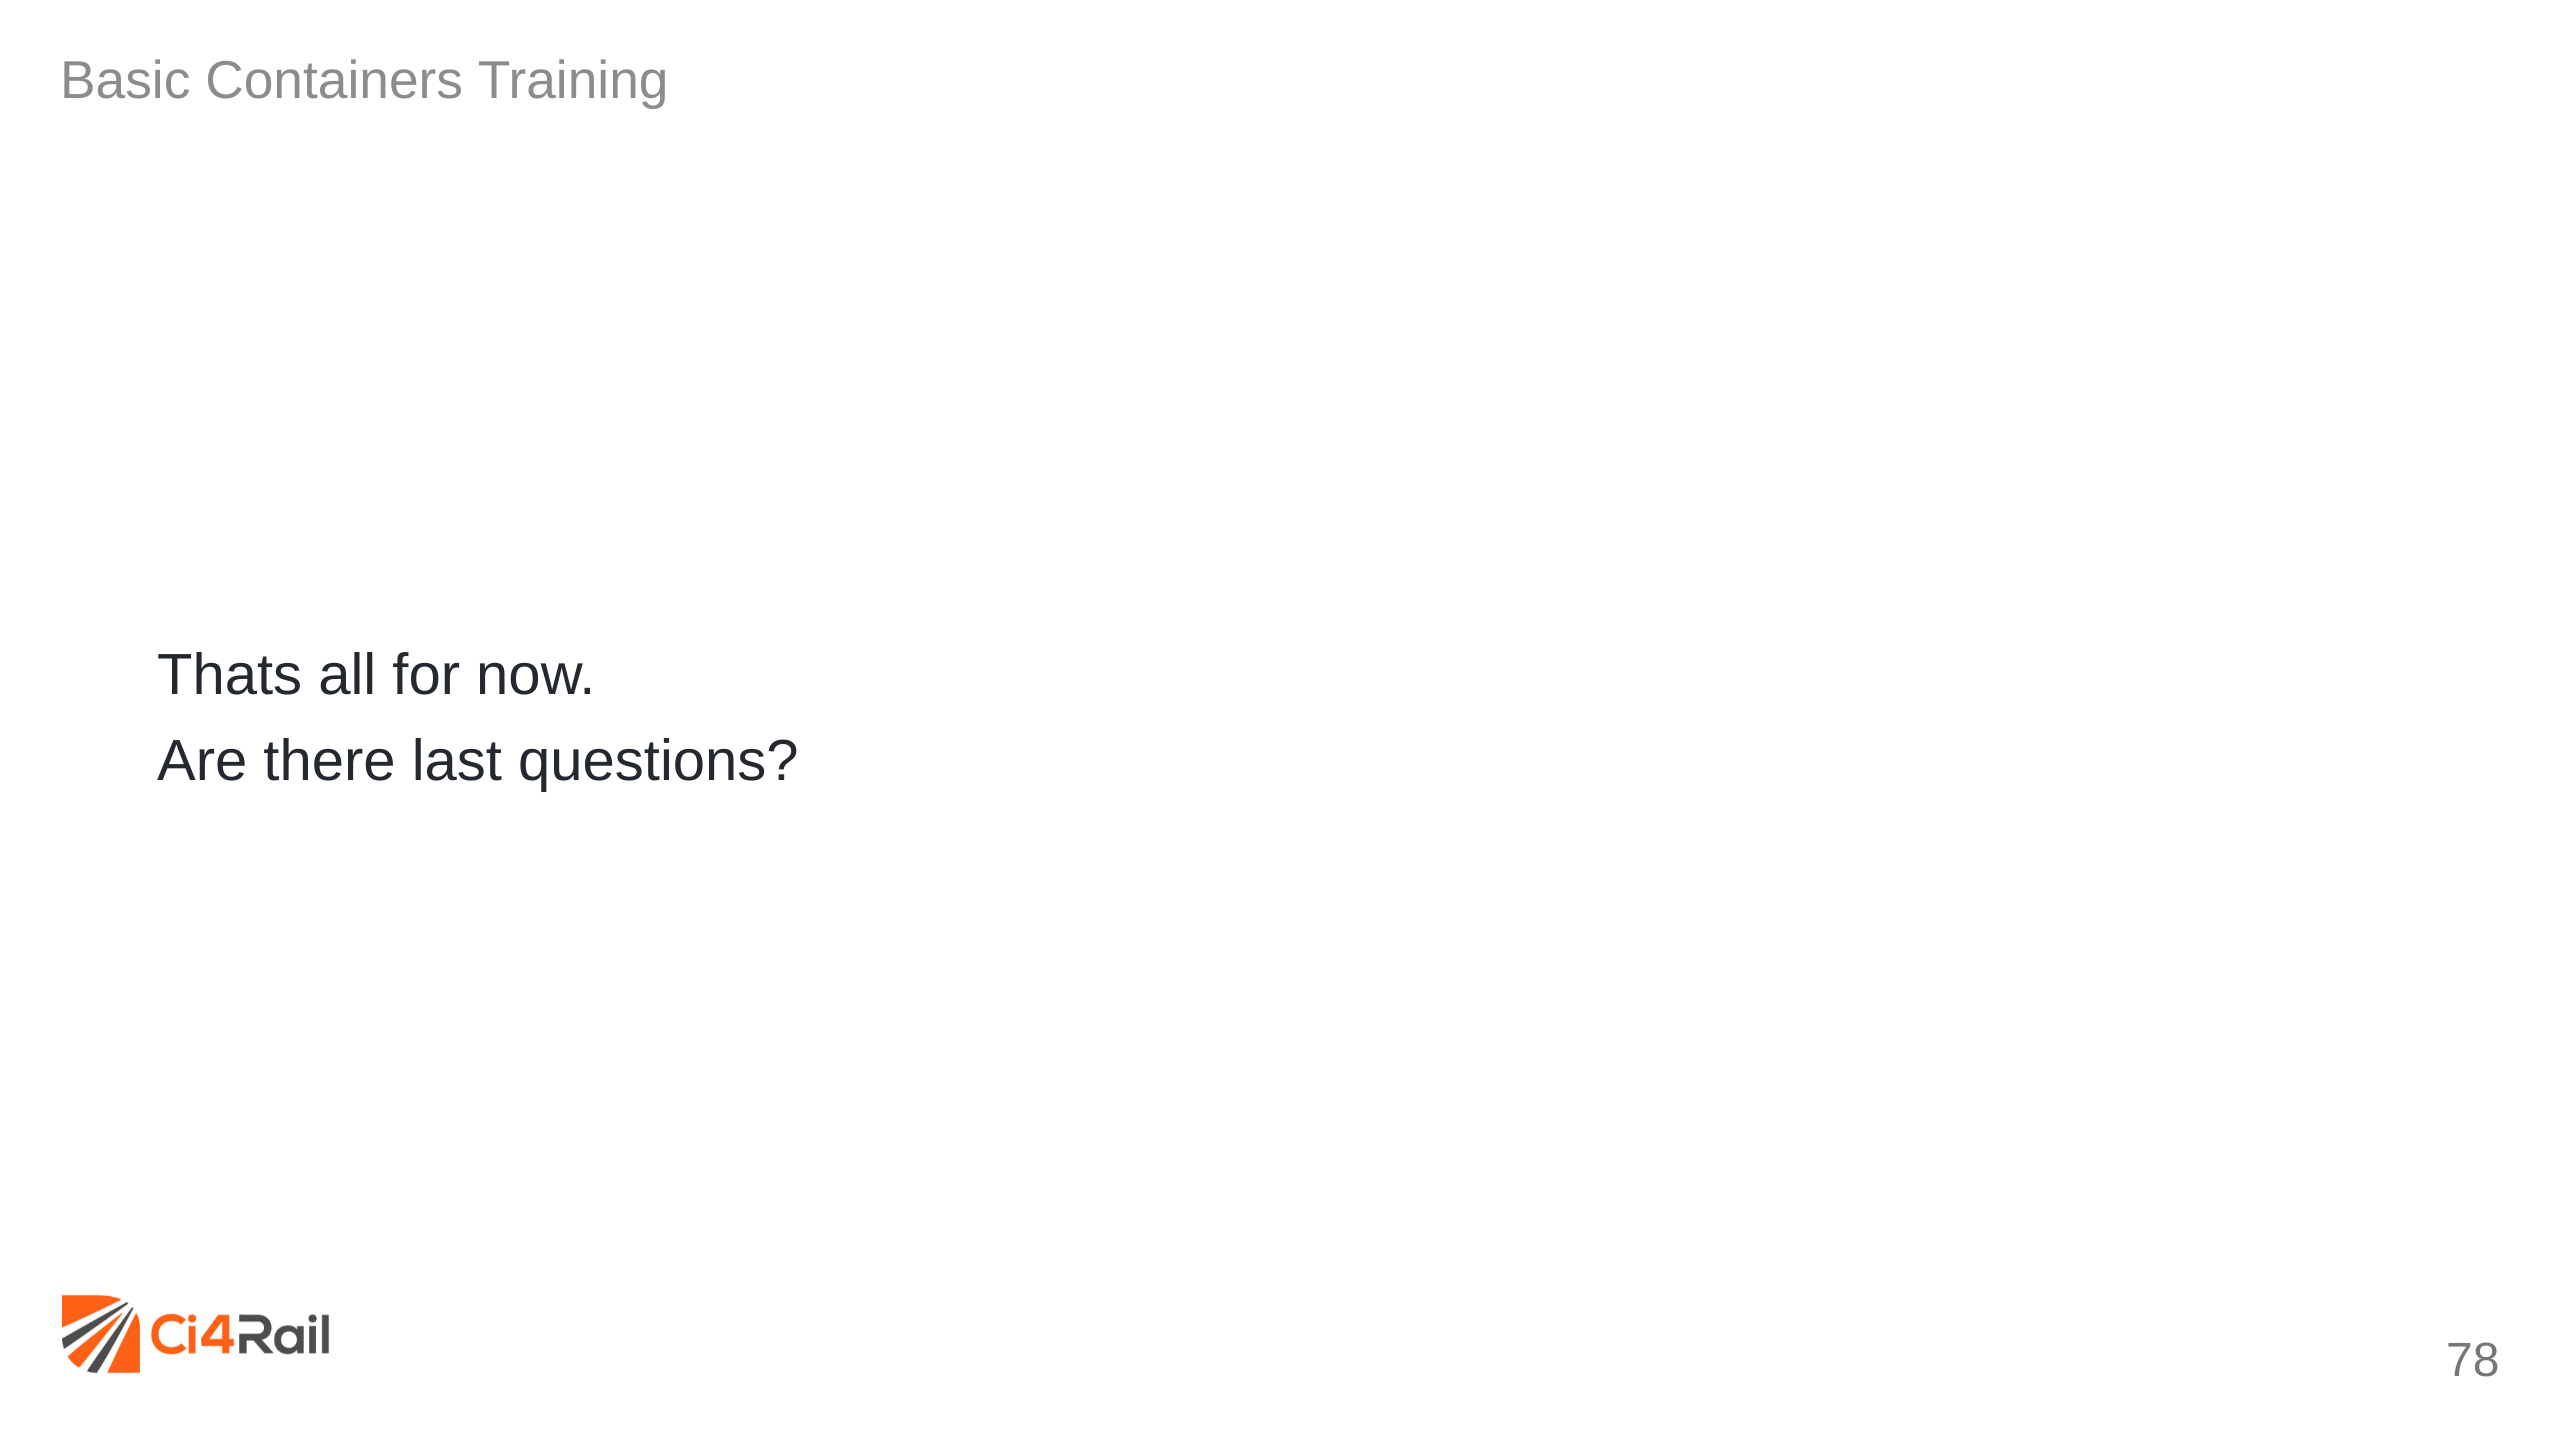 Basic Containers Training
Thats all for now.
Are there last questions?
Ci4Rail
78